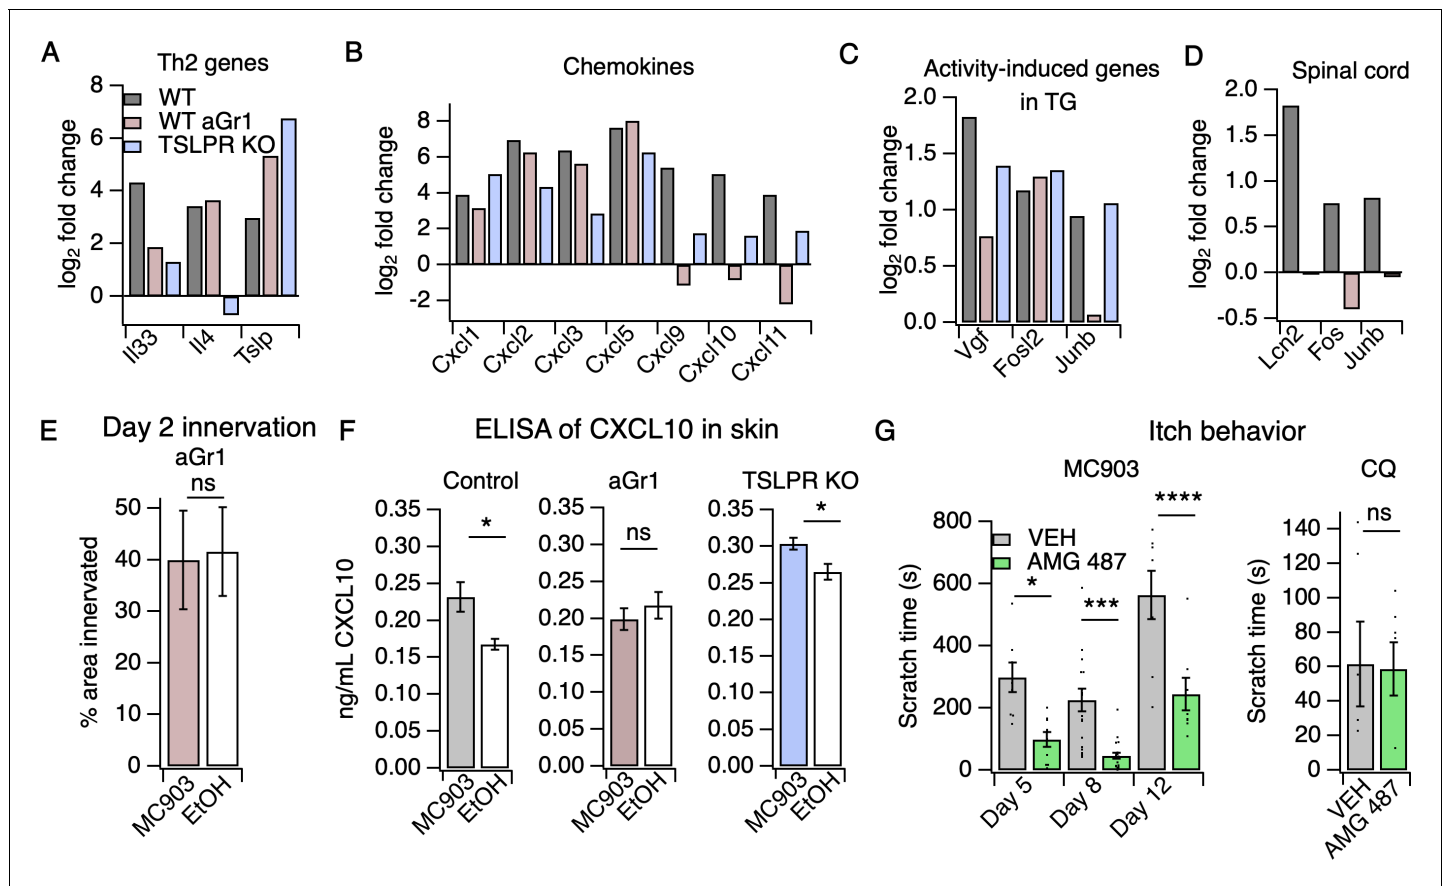 A
Th2 genes
8
6
4
2
0
log2 fold change
WT
WT aGr1
TSLPR KO
Il33
Il4
Tslp
B
Chemokines
8
6
4
2
0
-2
log2 fold change
Cxcl1
Cxcl2
Cxcl3
Cxcl5
Cxcl9
Cxcl10
Cxcl11
C
Activity-induced genes
in TG
2.0
1.5
1.0
0.5
0.0
log2 fold change
Vgf
Fosl2
Junb
D
Spinal cord
2.0
1.5
1.0
0.5
0.0
-0.5
log2 fold change
Lcn2
Fos
Junb
E
Day 2 innervation
aGr1
ns
50
40
30
20
10
0
% area innervated
MC903
EtOH
F
ELISA of CXCL10 in skin
Control
*
0.35
0.30
0.25
0.20
0.15
0.10
0.05
0.00
ng/mL CXCL10
MC903
EtOH
aGr1
ns
0.35
0.30
0.25
0.20
0.15
0.10
0.05
0.00
MC903
EtOH
TSLPR KO
*
0.35
0.30
0.25
0.20
0.15
0.10
0.05
0.00
MC903
EtOH
G
Itch behavior
MC903
****
800
600
400
200
0
Scratch time (s)
VEH
AMG 487
*
***
Day 5
Day 8
Day 12
CQ
ns
140
120
100
80
60
40
20
0
Scratch time (s)
VEH
AMG 487